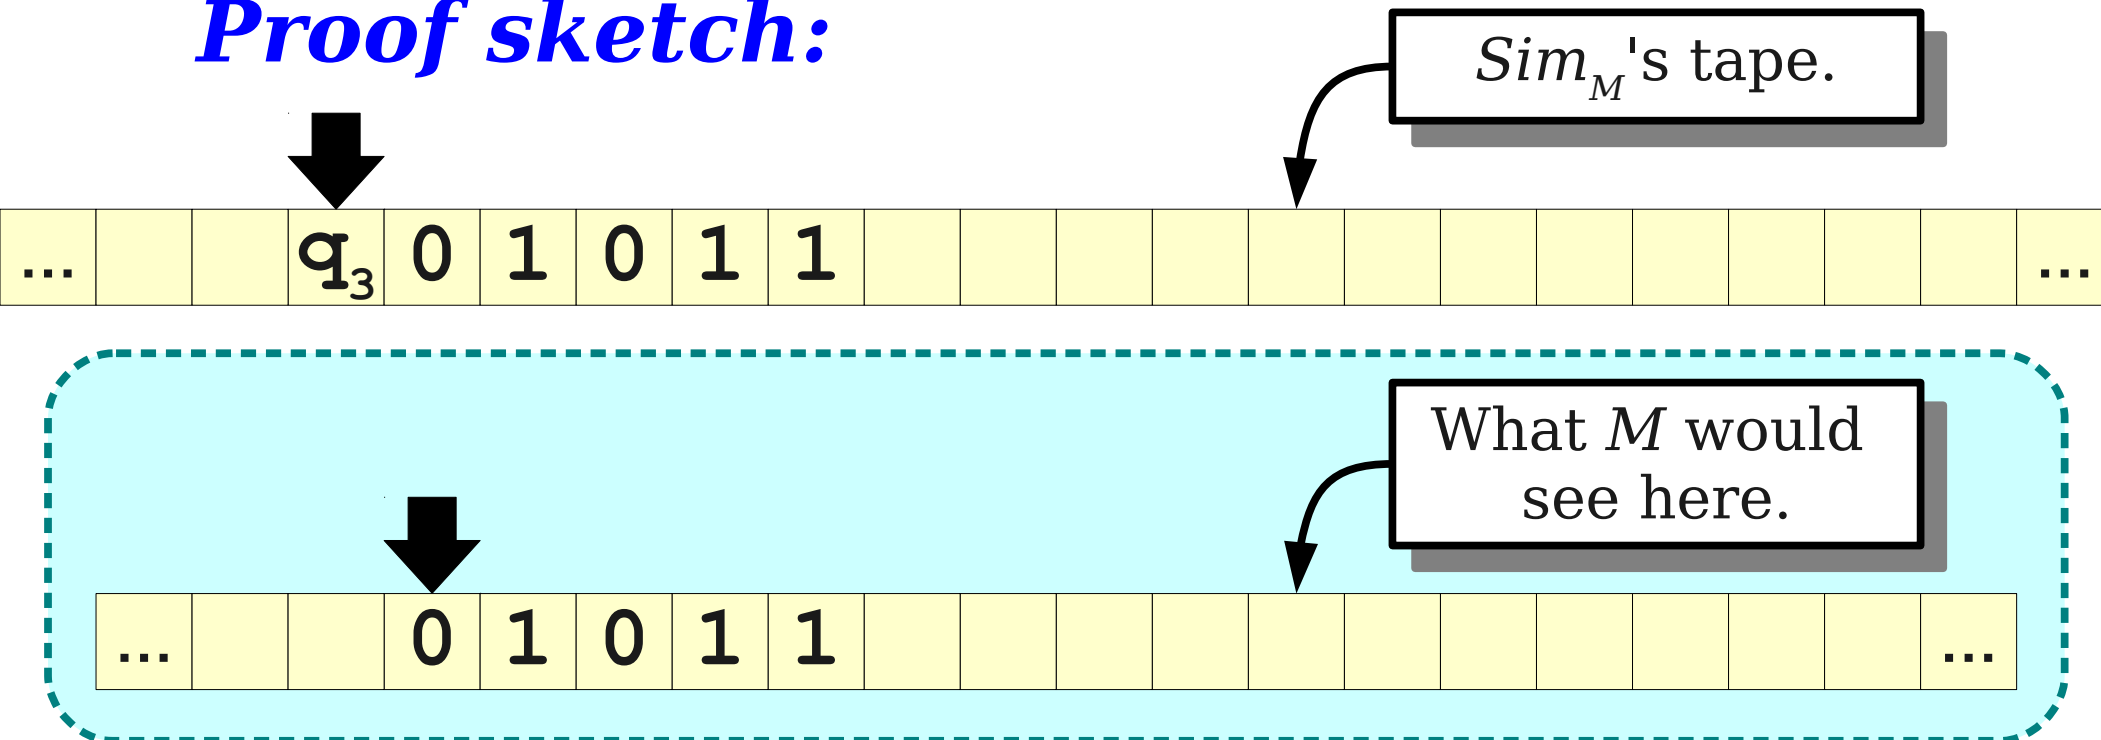 Proof sketch:
Sim_M's tape.
... q₃ 0 1 0 1 1 ...
What M would
see here.
... 0 1 0 1 1 ...